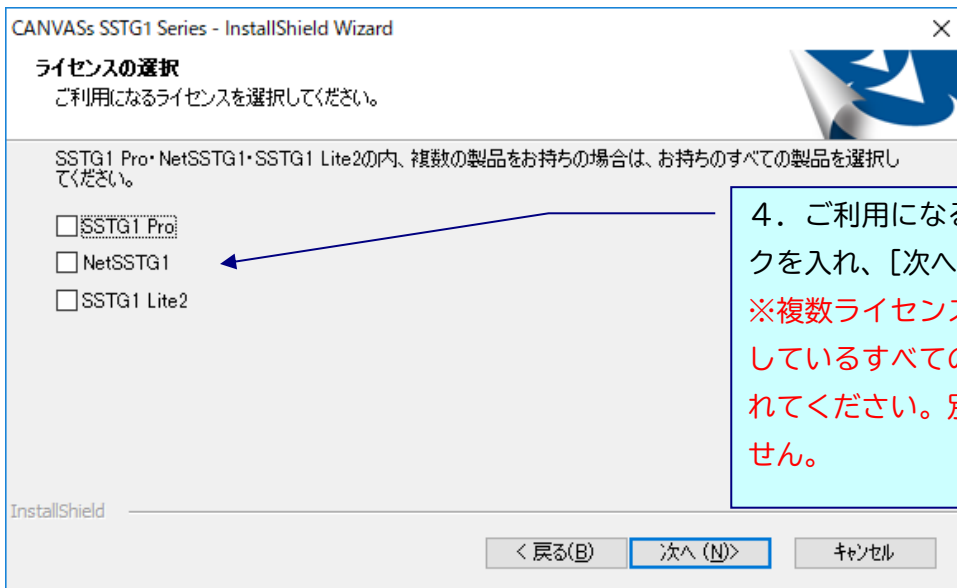 CANVASs SSTG1 Series - InstallShield Wizard
ライセンスの選択
ご利用になるライセンスを選択してください。
SSTG1 Pro・NetSSTG1・SSTG1 Lite2の内、複数の製品をお持ちの場合は、お持ちのすべての製品を選択し
てください。
SSTG1 Pro
NetSSTG1
SSTG1 Lite2
４．ご利用になる
クを入れ、[次へ
※複数ライセンス
しているすべての
れてください。別
せん。
InstallShield
< 戻る(B)
次へ (N)>
キャンセル